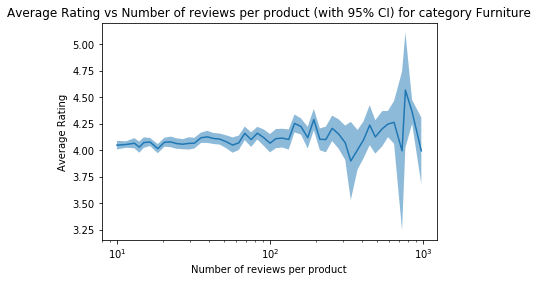 Average Rating vs Number of reviews per product (with 95% CI) for category Furniture
5.00
4.75
4.50
4.25
4.00
3.75
3.50
3.25
Average Rating
10¹ 10² 10³
Number of reviews per product